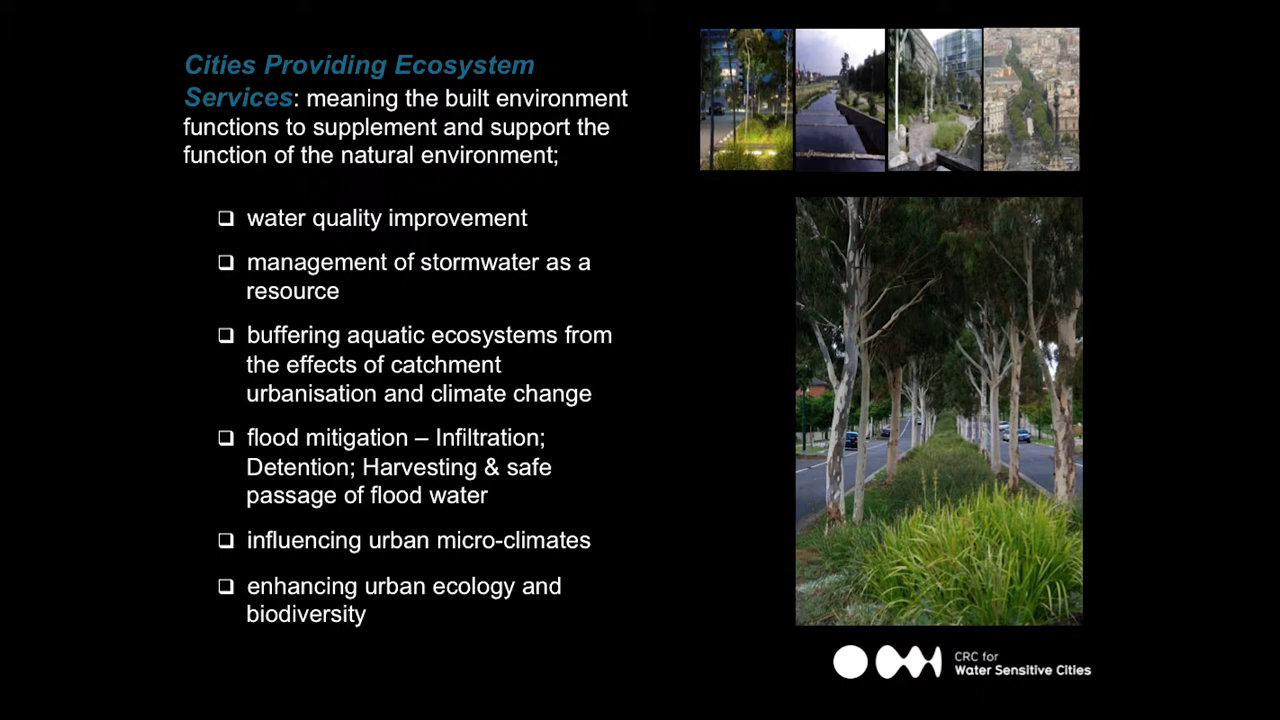 Cities Providing Ecosystem
Services: meaning the built environment
functions to supplement and support the
function of the natural environment;
❑ water quality improvement
❑ management of stormwater as a
resource
❑ buffering aquatic ecosystems from
the effects of catchment
urbanisation and climate change
❑ flood mitigation – Infiltration;
Detention; Harvesting & safe
passage of flood water
❑ influencing urban micro-climates
❑ enhancing urban ecology and
biodiversity
CRC for
Water Sensitive Cities